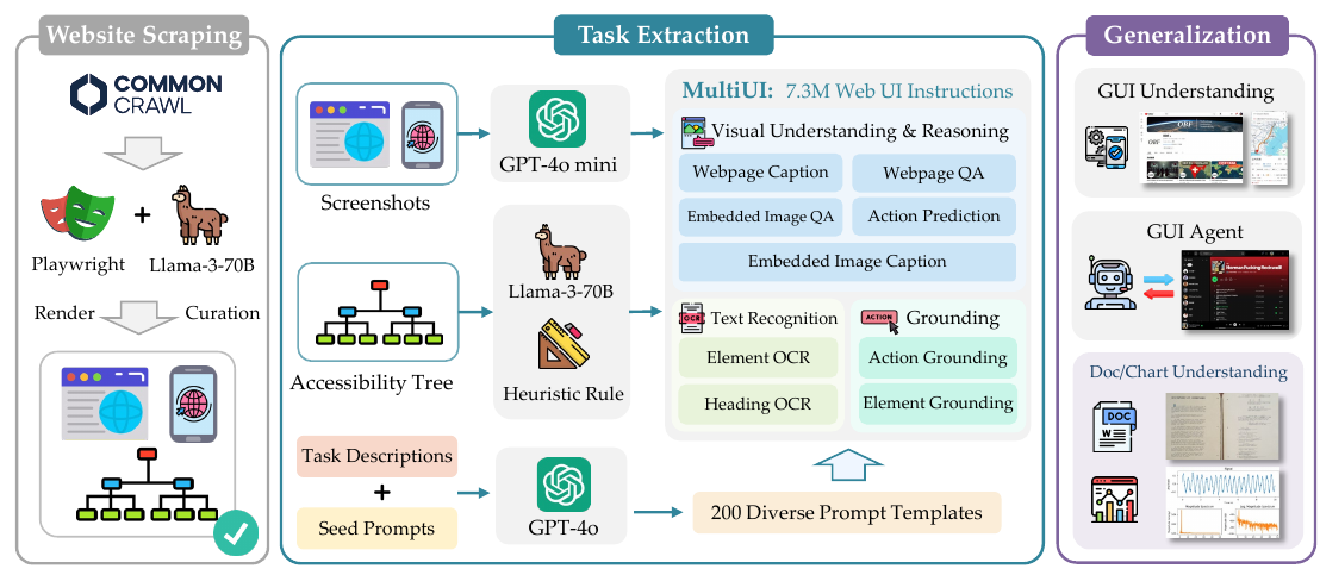 Website Scraping
COMMON
CRAWL
Playwright
+
Llama-3-70B
Render
Curation
Task Extraction
Screenshots
GPT-4o mini
Accessibility Tree
Llama-3-70B
Heuristic Rule
Task Descriptions
+
Seed Prompts
GPT-4o
200 Diverse Prompt Templates
MultiUI: 7.3M Web UI Instructions
Visual Understanding & Reasoning
Webpage Caption
Webpage QA
Embedded Image QA
Action Prediction
Embedded Image Caption
OCR
Text Recognition
Element OCR
Heading OCR
ACTION
Grounding
Action Grounding
Element Grounding
Generalization
GUI Understanding
GUI Agent
Doc/Chart Understanding
DOC
W